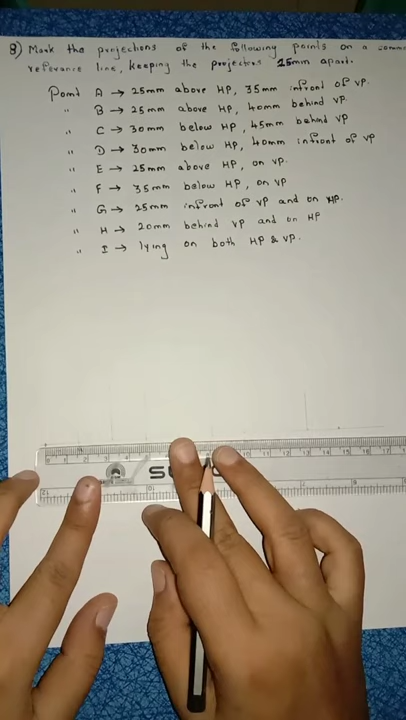 8) Mark the projections of the following points on a comm
reference line, keeping the projectors 25mm apart.
Point A → 25mm above HP, 35mm infront of VP.
" B → 25mm above HP, 40mm behind VP.
" C → 30mm below HP, 45mm behind VP
" D → 30mm below HP, 40mm infront of VP
" E → 25mm above HP, on VP.
" F → 35mm below HP, on VP
" G → 25mm infront of VP and on HP.
" H → 20mm behind VP and on HP
" I → lying on both HP & VP.